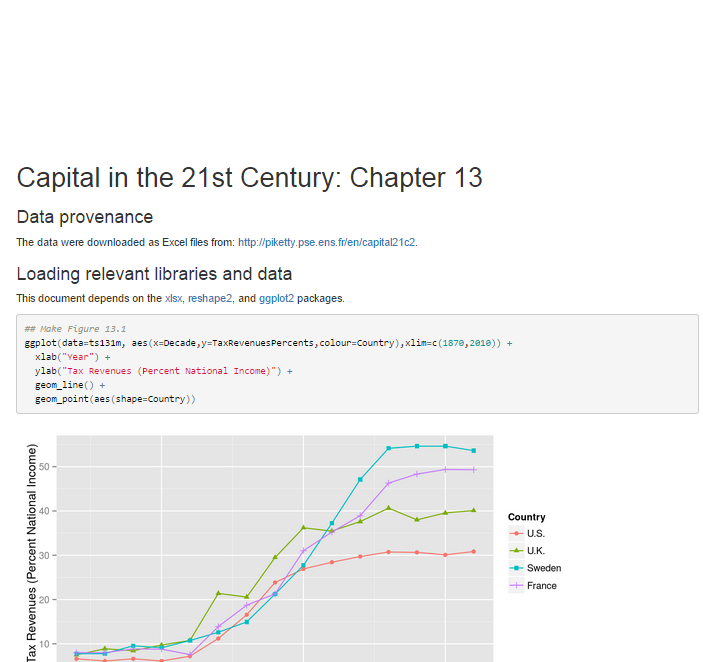 Capital in the 21st Century: Chapter 13
Data provenance
The data were downloaded as Excel files from: http://piketty.pse.ens.fr/en/capital21c2.
Loading relevant libraries and data
This document depends on the xlsx, reshape2, and ggplot2 packages.
## Make Figure 13.1
ggplot(data=ts131m, aes(x=Decade,y=TaxRevenuesPercents,colour=Country),xlim=c(1870,2010)) +
xlab("Year") +
ylab("Tax Revenues (Percent National Income)") +
geom_line() +
geom_point(aes(shape=Country))
Tax Revenues (Percent National Income)
50
40
30
20
10
Country
U.S.
U.K.
Sweden
France